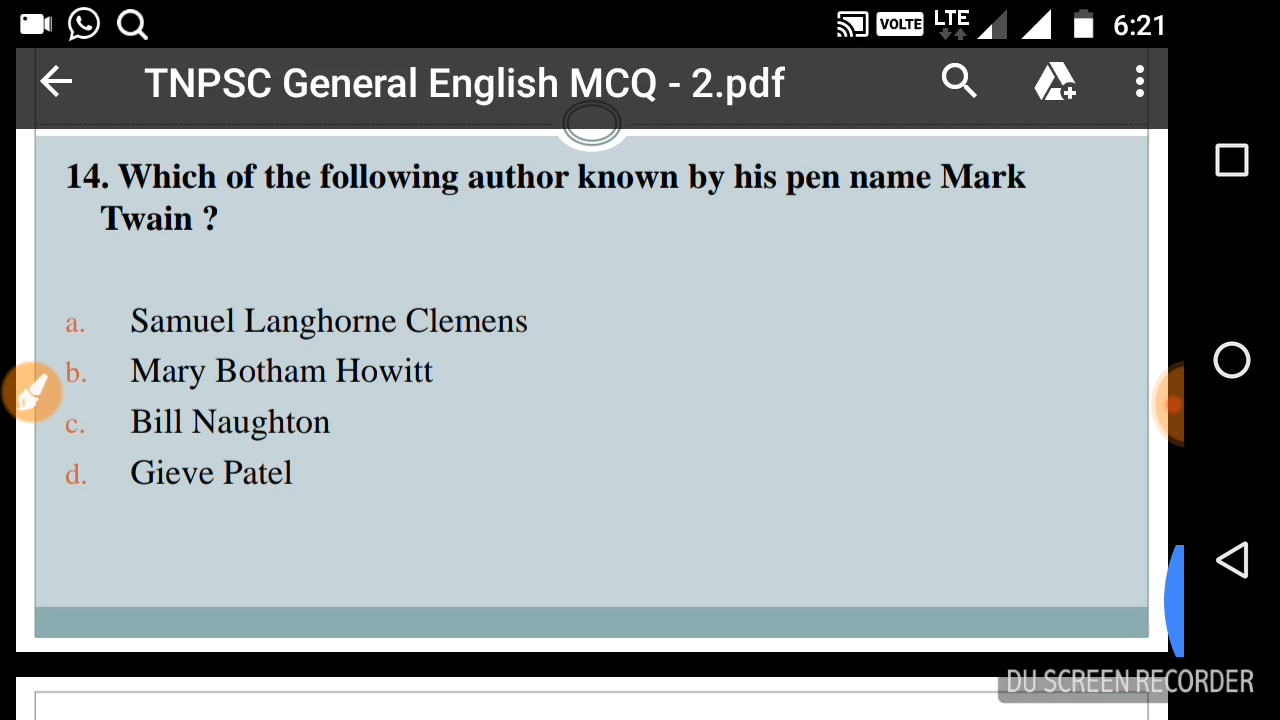 VOLTE LTE 6:21
TNPSC General English MCQ - 2.pdf
14. Which of the following author known by his pen name Mark
Twain ?
a. Samuel Langhorne Clemens
b. Mary Botham Howitt
c. Bill Naughton
d. Gieve Patel
DU SCREEN RECORDER